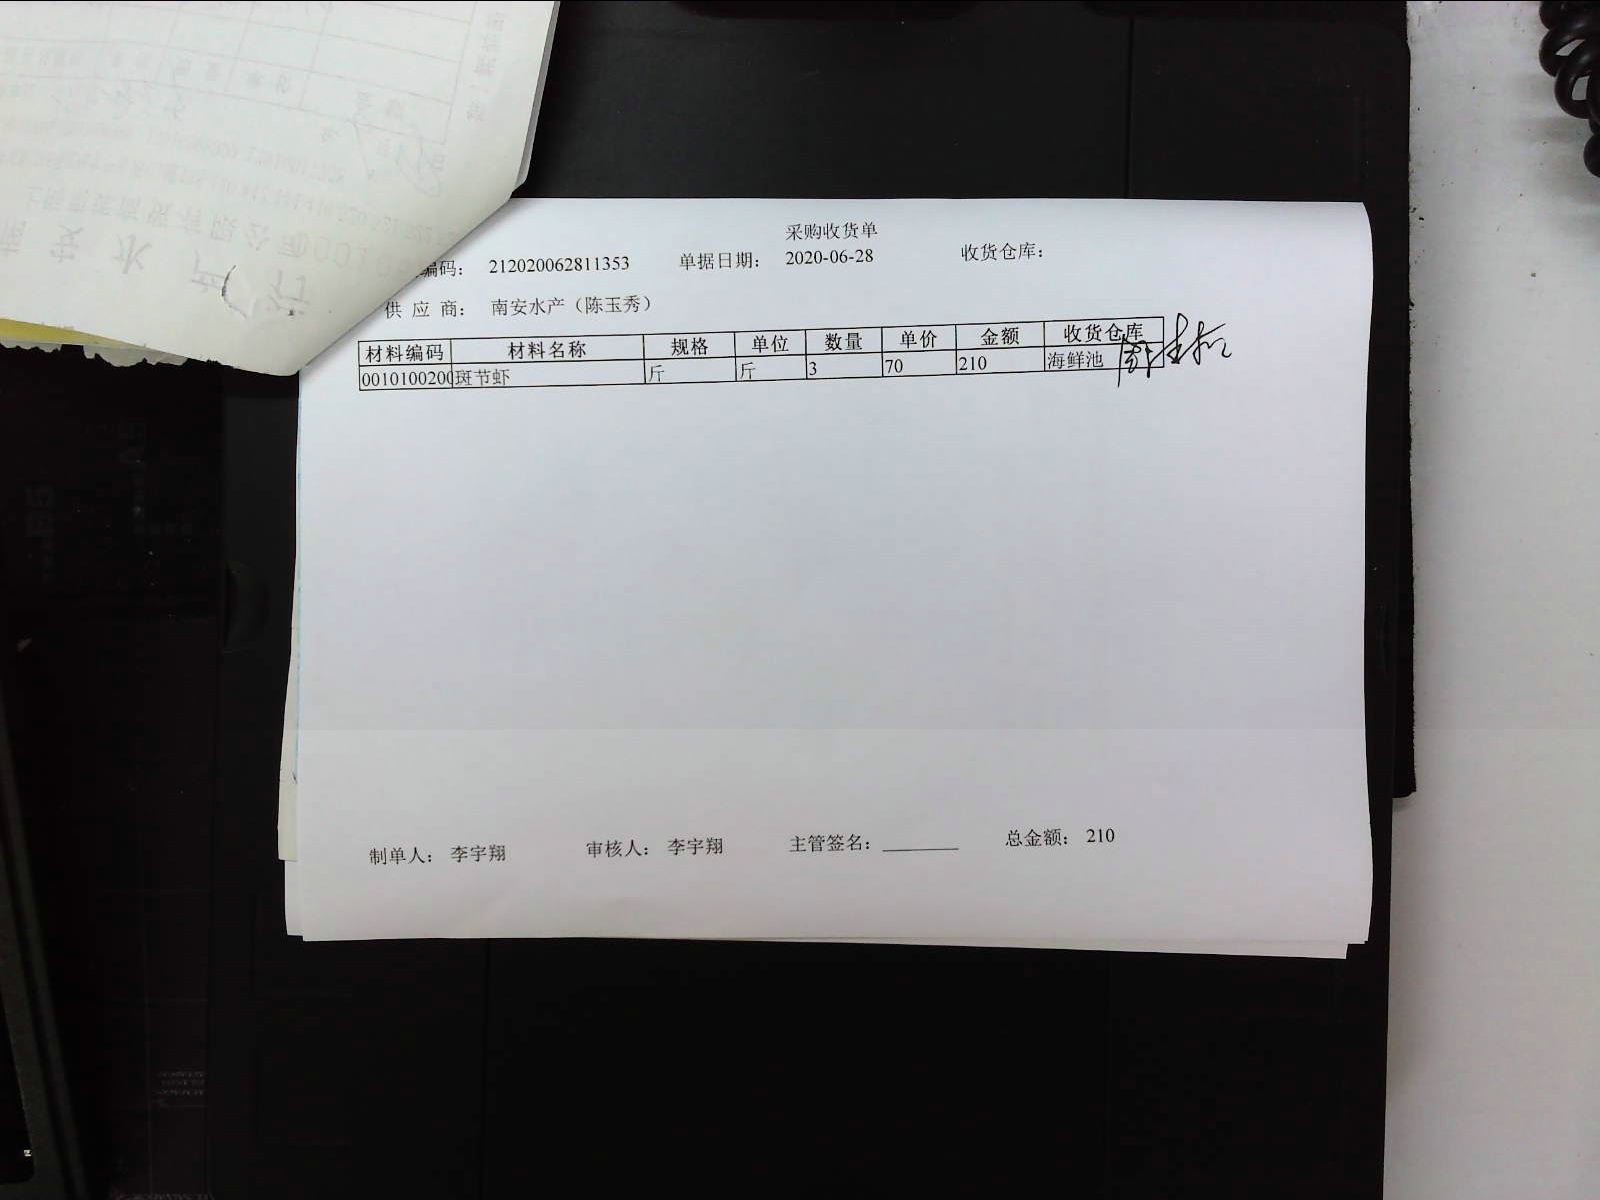 采购收货单
编码： 212020062811353 单据日期： 2020-06-28 收货仓库：
供 应 商： 南安水产（陈玉秀）
材料编码 材料名称 规格 单位 数量 单价 金额 收货仓库
0010100200 斑节虾 斤 斤 3 70 210 海鲜池
制单人： 李宇翔 审核人： 李宇翔 主管签名： 总金额： 210